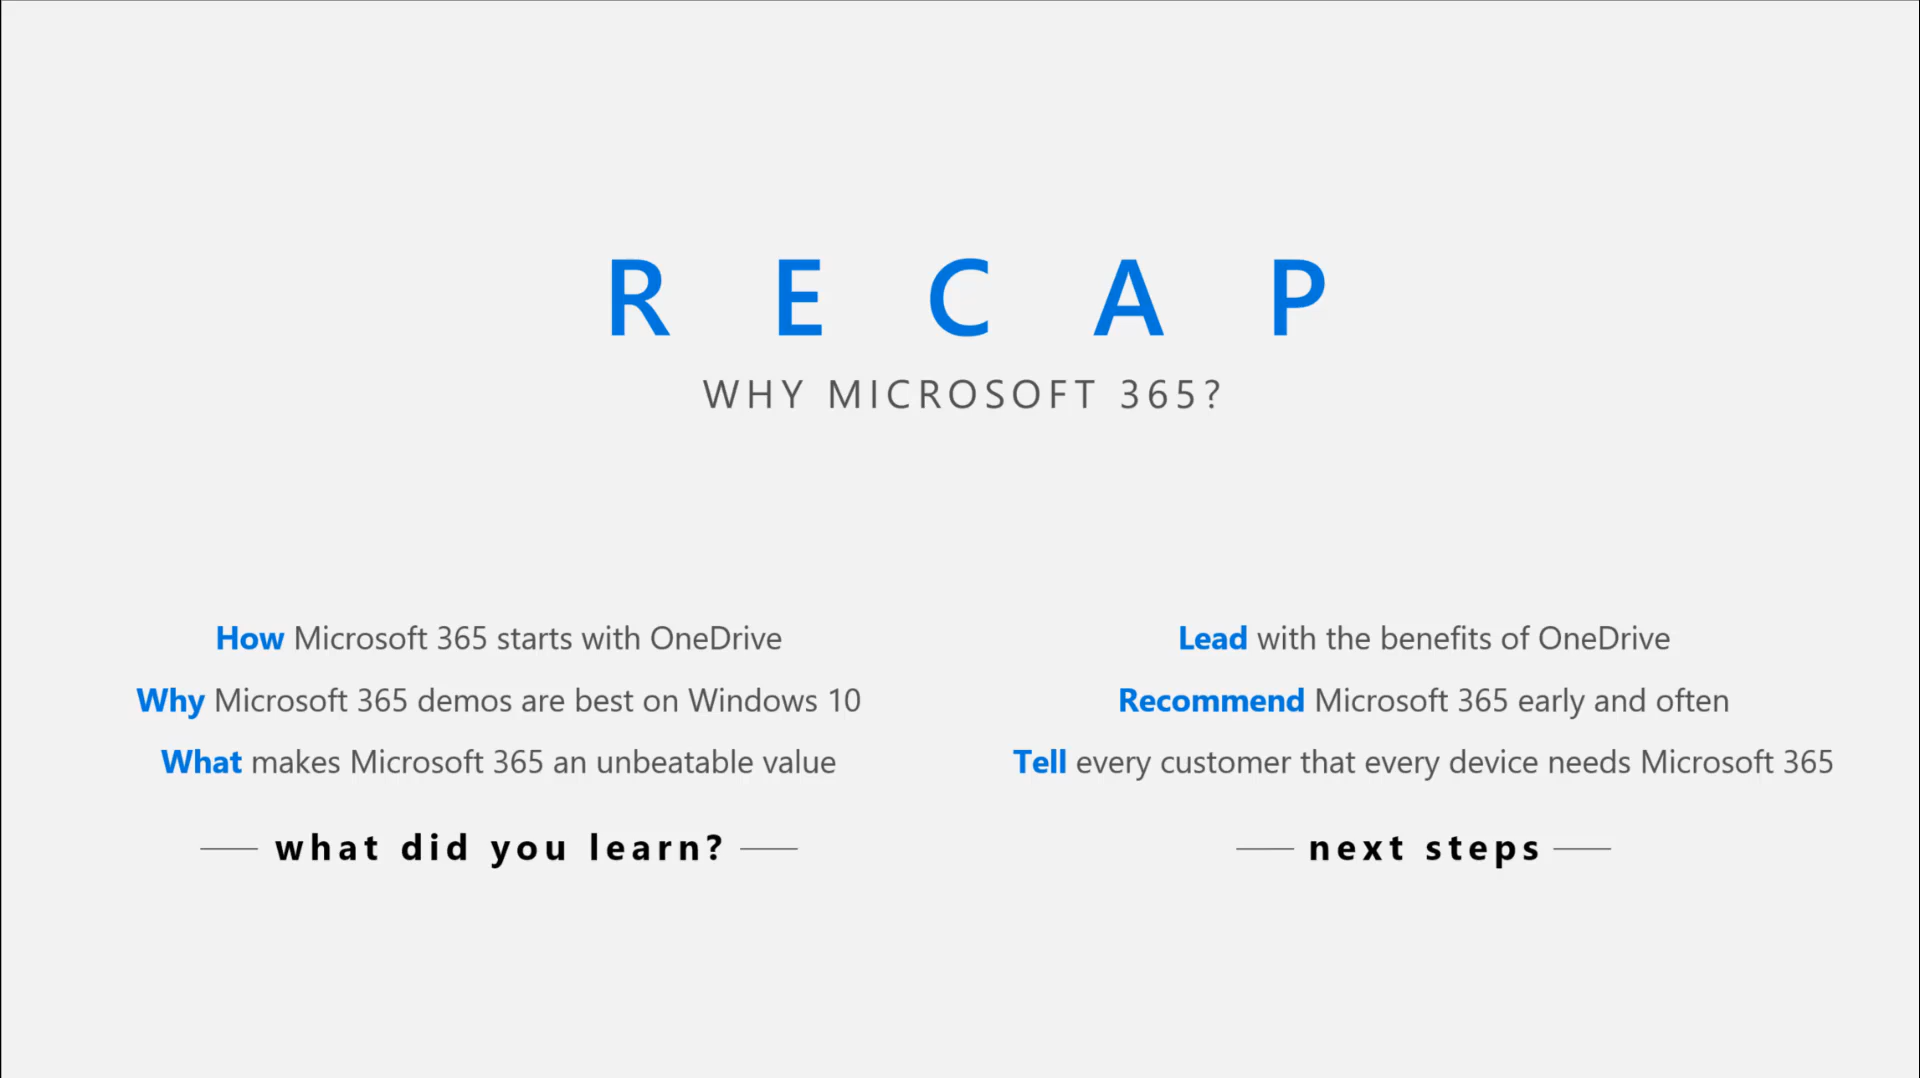 RECAP
WHY MICROSOFT 365?
How Microsoft 365 starts with OneDrive
Why Microsoft 365 demos are best on Windows 10
What makes Microsoft 365 an unbeatable value
what did you learn?
Lead with the benefits of OneDrive
Recommend Microsoft 365 early and often
Tell every customer that every device needs Microsoft 365
next steps